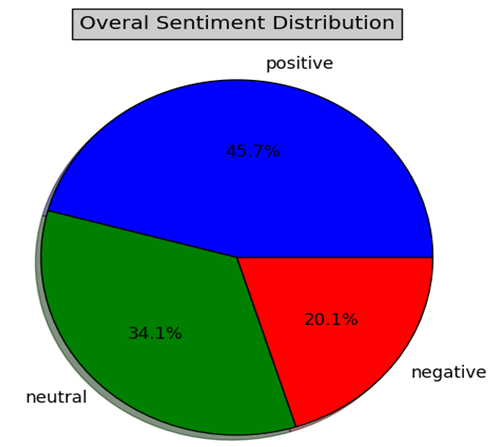 Overal Sentiment Distribution
positive
45.7%
34.1%
20.1%
negative
neutral